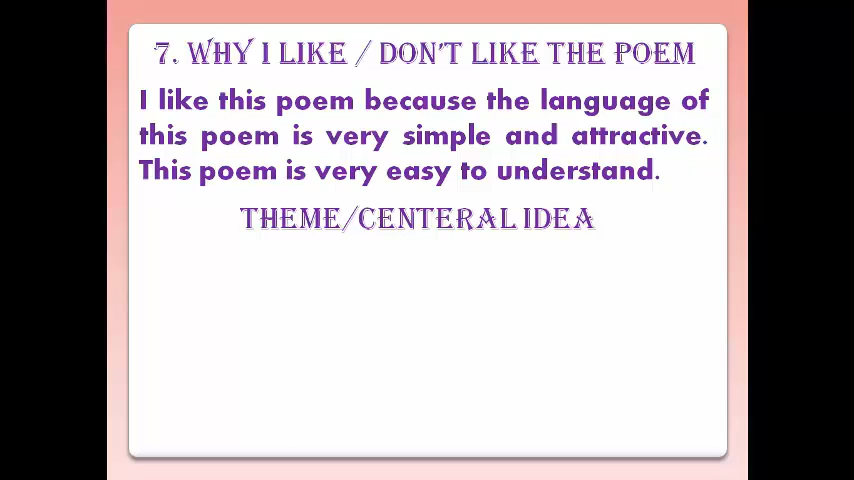 7. WHY I LIKE / DON'T LIKE THE POEM
I like this poem because the language of
this poem is very simple and attractive.
This poem is very easy to understand.
THEME/CENTERAL IDEA